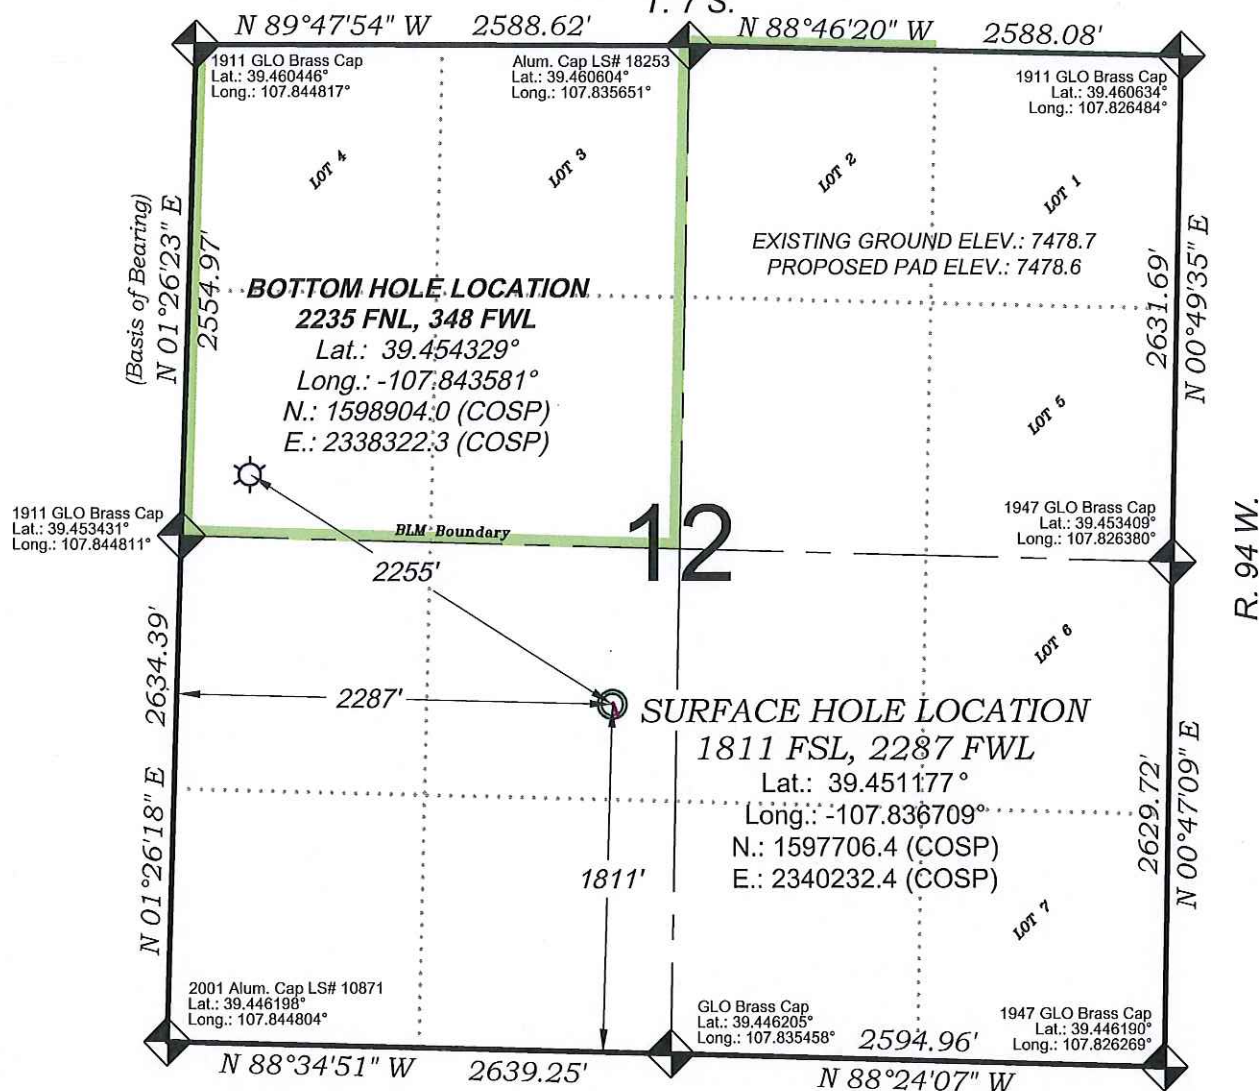 T. 7 S.
N 89°47'54" W 2588.62'
N 88°46'20" W 2588.08'
1911 GLO Brass Cap
Lat.: 39.460446°
Long.: 107.844817°
Alum. Cap LS# 18253
Lat.: 39.460604°
Long.: 107.835651°
1911 GLO Brass Cap
Lat.: 39.460634°
Long.: 107.826484°
LOT 4
LOT 3
LOT 2
LOT 1
(Basis of Bearing)
N 01°26'23" E
2554.97'
EXISTING GROUND ELEV.: 7478.7
PROPOSED PAD ELEV.: 7478.6
2631.69'
N 00°49'35" E
BOTTOM HOLE LOCATION
2235 FNL, 348 FWL
Lat.: 39.454329°
Long.: -107.843581°
N.: 1598904.0 (COSP)
E.: 2338322.3 (COSP)
LOT 5
1911 GLO Brass Cap
Lat.: 39.453431°
Long.: 107.844811°
BLM Boundary
12
1947 GLO Brass Cap
Lat.: 39.453409°
Long.: 107.826380°
R. 94 W.
2255'
LOT 6
2634.39'
N 01°26'18" E
2287'
SURFACE HOLE LOCATION
1811 FSL, 2287 FWL
Lat.: 39.451177°
Long.: -107.836709°
N.: 1597706.4 (COSP)
E.: 2340232.4 (COSP)
2629.72'
N 00°47'09" E
1811'
LOT 7
2001 Alum. Cap LS# 10871
Lat.: 39.446198°
Long.: 107.844804°
GLO Brass Cap
Lat.: 39.446205°
Long.: 107.835458°
1947 GLO Brass Cap
Lat.: 39.446190°
Long.: 107.826269°
N 88°34'51" W 2639.25'
2594.96'
N 88°24'07" W